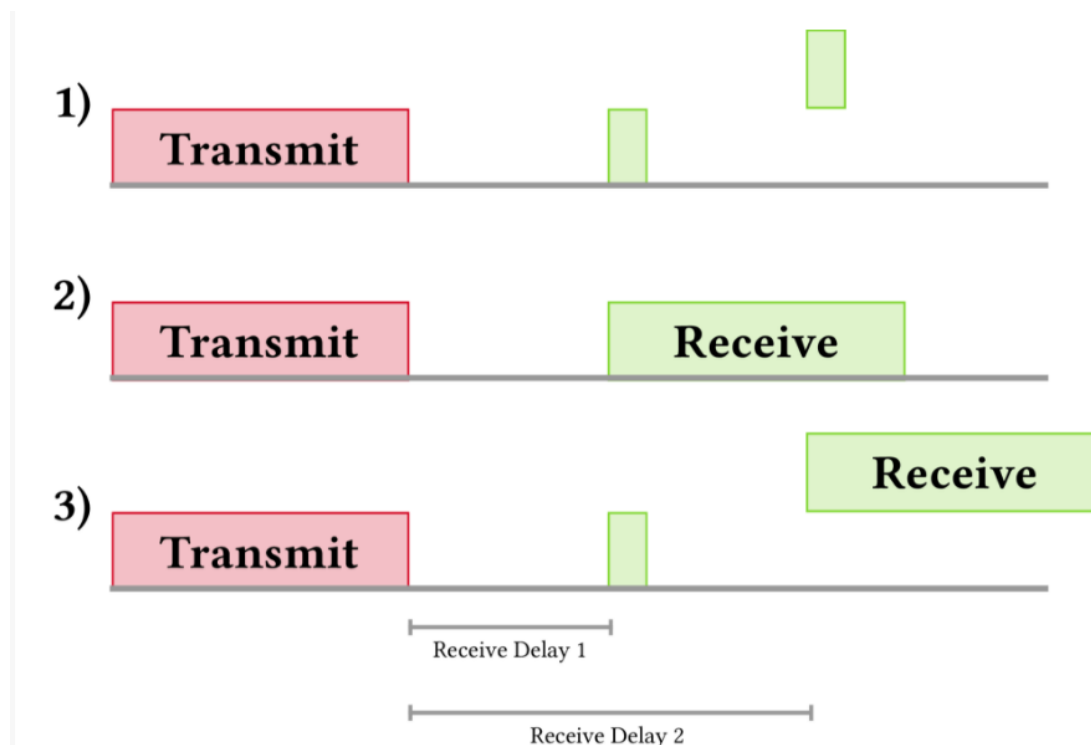 1)
Transmit
2)
Transmit
Receive
Receive
3)
Transmit
Receive Delay 1
Receive Delay 2